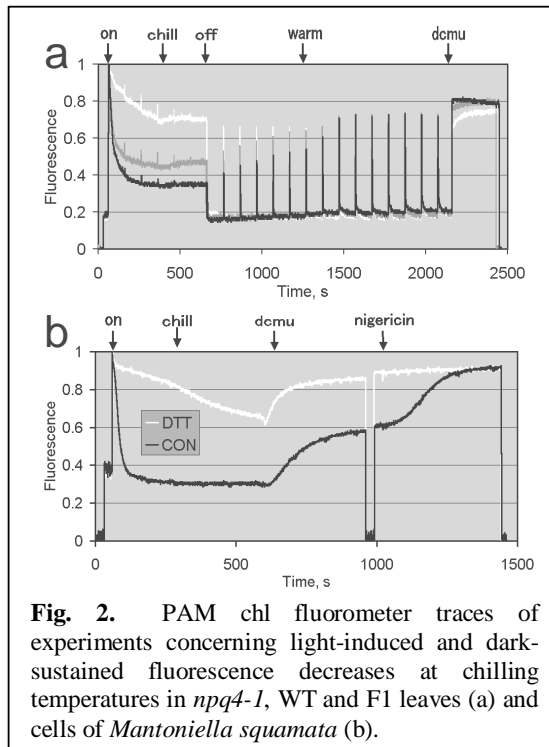 on chill off warm dcmu
a
1
0.8
0.6
0.4
0.2
0
Fluorescence
0 500 1000 1500 2000 2500
Time, s
on chill dcmu nigericin
b
1
0.8
0.6
0.4
0.2
0
Fluorescence
DTT
CON
0 500 1000 1500
Time, s
Fig. 2. PAM chl fluorometer traces of
experiments concerning light-induced and dark-
sustained fluorescence decreases at chilling
temperatures in npq4-1, WT and F1 leaves (a) and
cells of Mantoniella squamata (b).